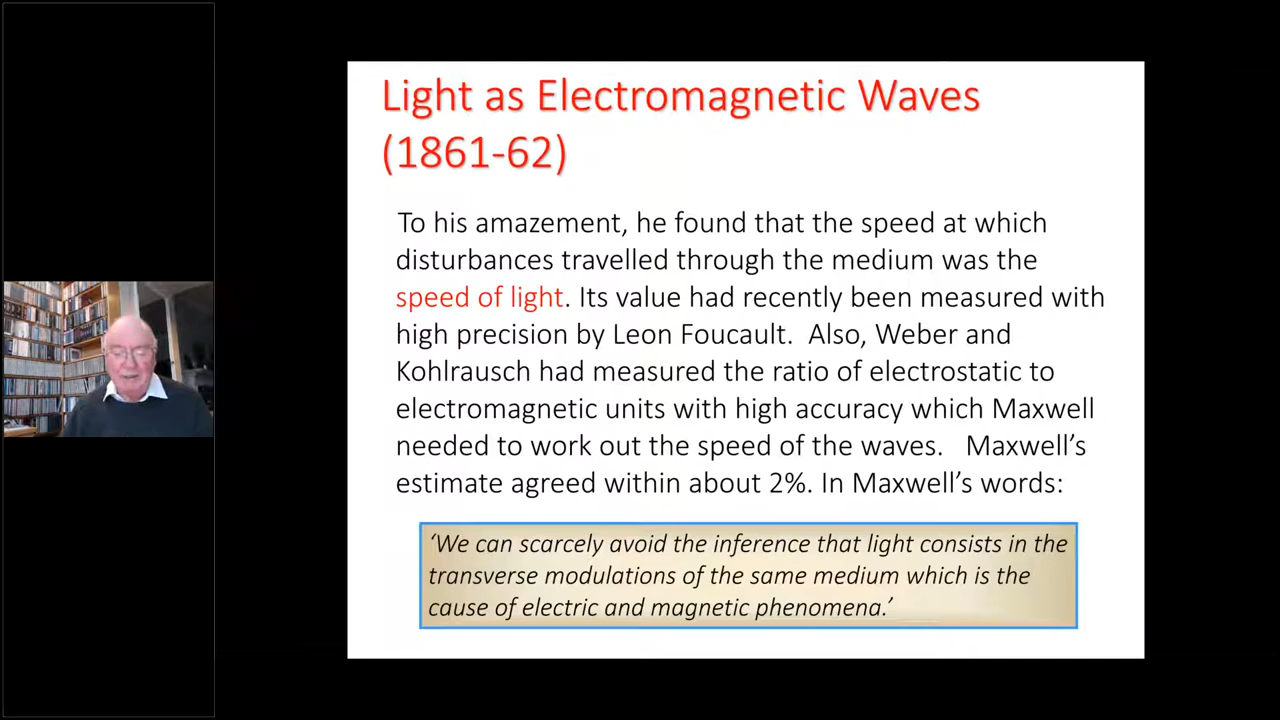 Light as Electromagnetic Waves
(1861-62)
To his amazement, he found that the speed at which
disturbances travelled through the medium was the
speed of light. Its value had recently been measured with
high precision by Leon Foucault.  Also, Weber and
Kohlrausch had measured the ratio of electrostatic to
electromagnetic units with high accuracy which Maxwell
needed to work out the speed of the waves.   Maxwell’s
estimate agreed within about 2%. In Maxwell’s words:
‘We can scarcely avoid the inference that light consists in the
transverse modulations of the same medium which is the
cause of electric and magnetic phenomena.’